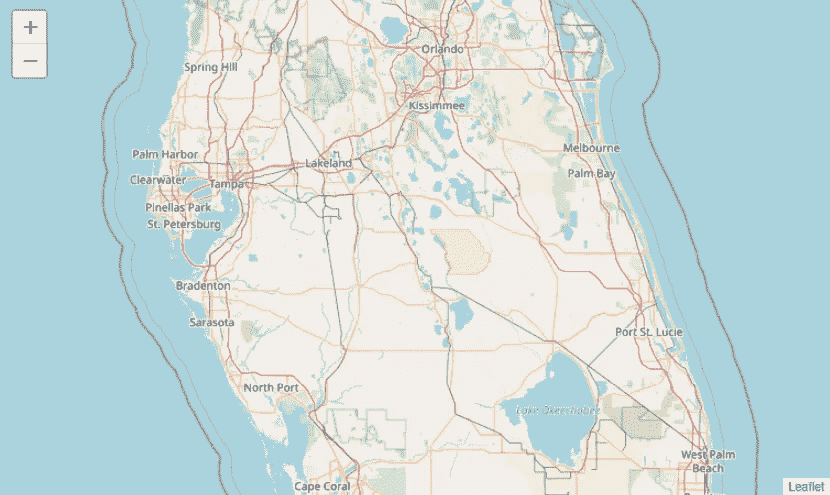 +
Orlando
Spring Hill
Kissimmee
Melbourne
Palm Harbor
Lakeland
Palm Bay
Clearwater
Tampa
Pinellas Park
St. Petersburg
Bradenton
Sarasota
Port St. Lucie
North Port
Lake Okeechobee
West Palm
Beach
Cape Coral
Leaflet